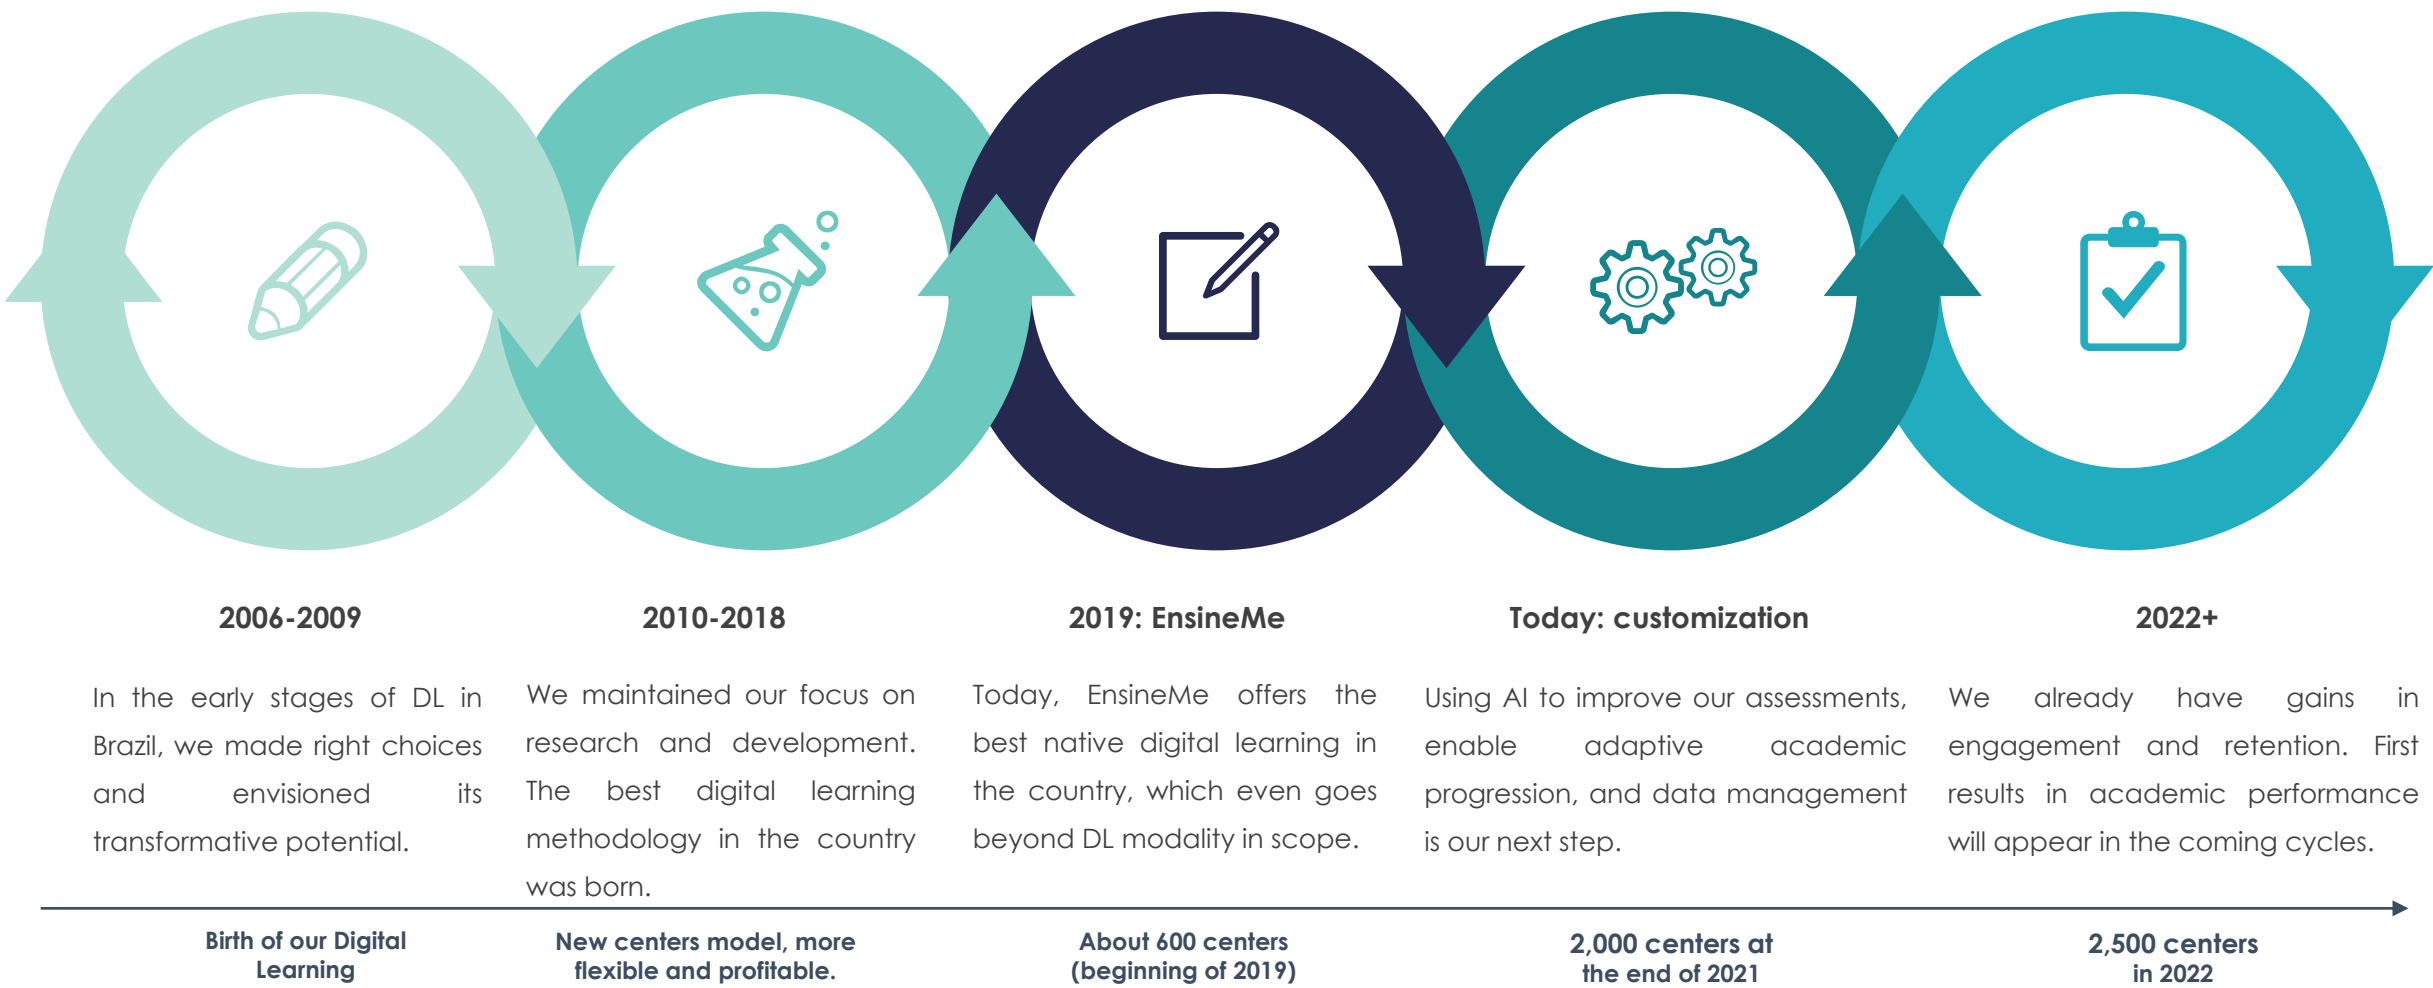 2006-2009
In the early stages of DL in
Brazil, we made right choices
and envisioned its
transformative potential.
Birth of our Digital
Learning
2010-2018
We maintained our focus on
research and development.
The best digital learning
methodology in the country
was born.
New centers model, more
flexible and profitable.
2019: EnsineMe
Today, EnsineMe offers the
best native digital learning in
the country, which even goes
beyond DL modality in scope.
About 600 centers
(beginning of 2019)
Today: customization
Using AI to improve our assessments,
enable adaptive academic
progression, and data management
is our next step.
2,000 centers at
the end of 2021
2022+
We already have gains in
engagement and retention. First
results in academic performance
will appear in the coming cycles.
2,500 centers
in 2022